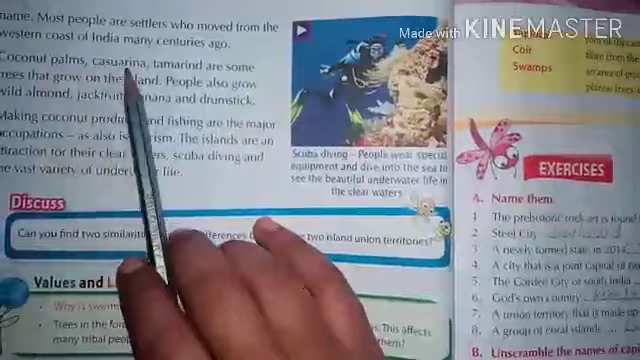 name. Most people are settlers who moved from the
western coast of India many centuries ago.
Coconut palms, casuarina, tamarind are some
trees that grow on the island. People also grow
wild almond, banana and drumstick.
Making coconut and fishing are the major
occupations – as also is tourism. The islands are an
attraction for their clear waters, scuba diving and
the vast variety of life.
Scuba diving – People wear special
equipment and dive into the sea to
see the beautiful underwater life in
the clear waters.
Discuss
Can you find two two island union territories?
Values and
Why is
Trees in the This affects
many tribal them?
Made with KINEMASTER
Coir
Swamps
EXERCISES
A. Name them
1 The prehistoric rock art is found
2. Steel City
3. A newly formed state in 2014
4. A city that is a joint capital of
5. The Garden City of south India
6. God's own country
7. A union territory that is made up
8. A group of coral islands
B. Unscramble the names of